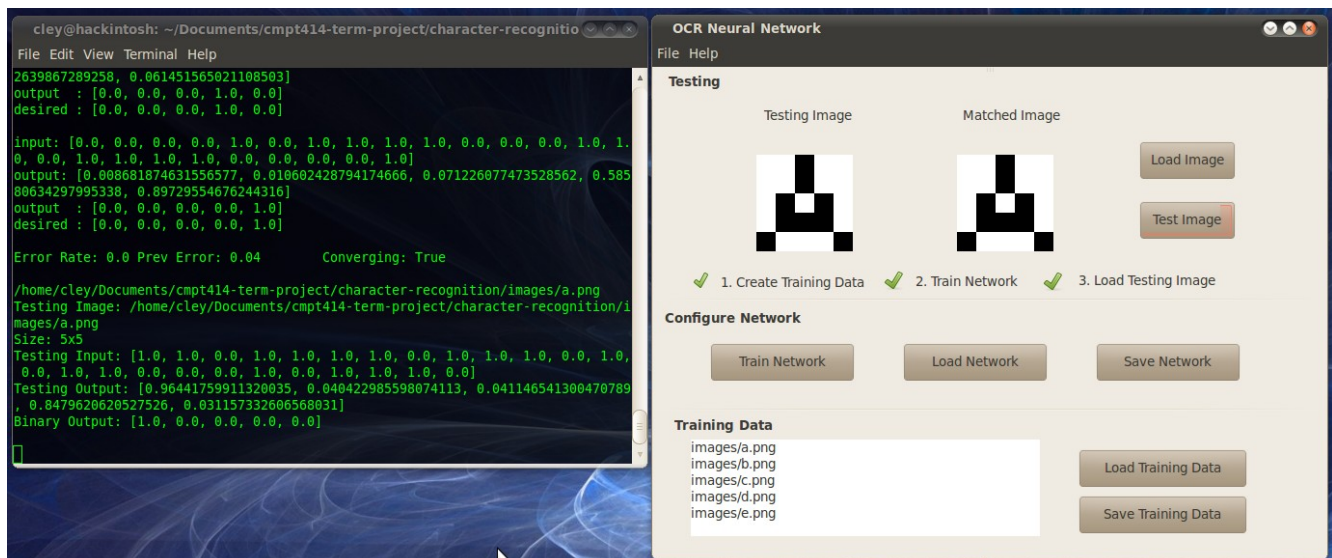 cley@hackintosh: ~/Documents/cmpt414-term-project/character-recognitio
File Edit View Terminal Help
2639867289258, 0.061451565021108503]
output  : [0.0, 0.0, 0.0, 1.0, 0.0]
desired : [0.0, 0.0, 0.0, 1.0, 0.0]
input: [0.0, 0.0, 0.0, 0.0, 1.0, 0.0, 1.0, 1.0, 1.0, 1.0, 0.0, 0.0, 0.0, 1.0, 1.
0, 0.0, 1.0, 1.0, 1.0, 1.0, 0.0, 0.0, 0.0, 0.0, 1.0]
output: [0.008681874631556577, 0.010602428794174666, 0.071226077473528562, 0.585
80634297995338, 0.89729554676244316]
output  : [0.0, 0.0, 0.0, 0.0, 1.0]
desired : [0.0, 0.0, 0.0, 0.0, 1.0]
Error Rate: 0.0 Prev Error: 0.04 Converging: True
/home/cley/Documents/cmpt414-term-project/character-recognition/images/a.png
Testing Image: /home/cley/Documents/cmpt414-term-project/character-recognition/i
mages/a.png
Size: 5x5
Testing Input: [1.0, 1.0, 0.0, 1.0, 1.0, 1.0, 1.0, 0.0, 1.0, 1.0, 1.0, 0.0, 1.0,
0.0, 1.0, 1.0, 0.0, 0.0, 0.0, 1.0, 0.0, 1.0, 1.0, 1.0, 0.0]
Testing Output: [0.96441759911320035, 0.040422985598074113, 0.041146541300470789
, 0.8479620620527526, 0.031157332606568031]
Binary Output: [1.0, 0.0, 0.0, 0.0, 0.0]
OCR Neural Network
File Help
Testing
Testing Image Matched Image
Load Image
Test Image
1. Create Training Data 2. Train Network 3. Load Testing Image
Configure Network
Train Network Load Network Save Network
Training Data
images/a.png
images/b.png
images/c.png
images/d.png
images/e.png
Load Training Data
Save Training Data